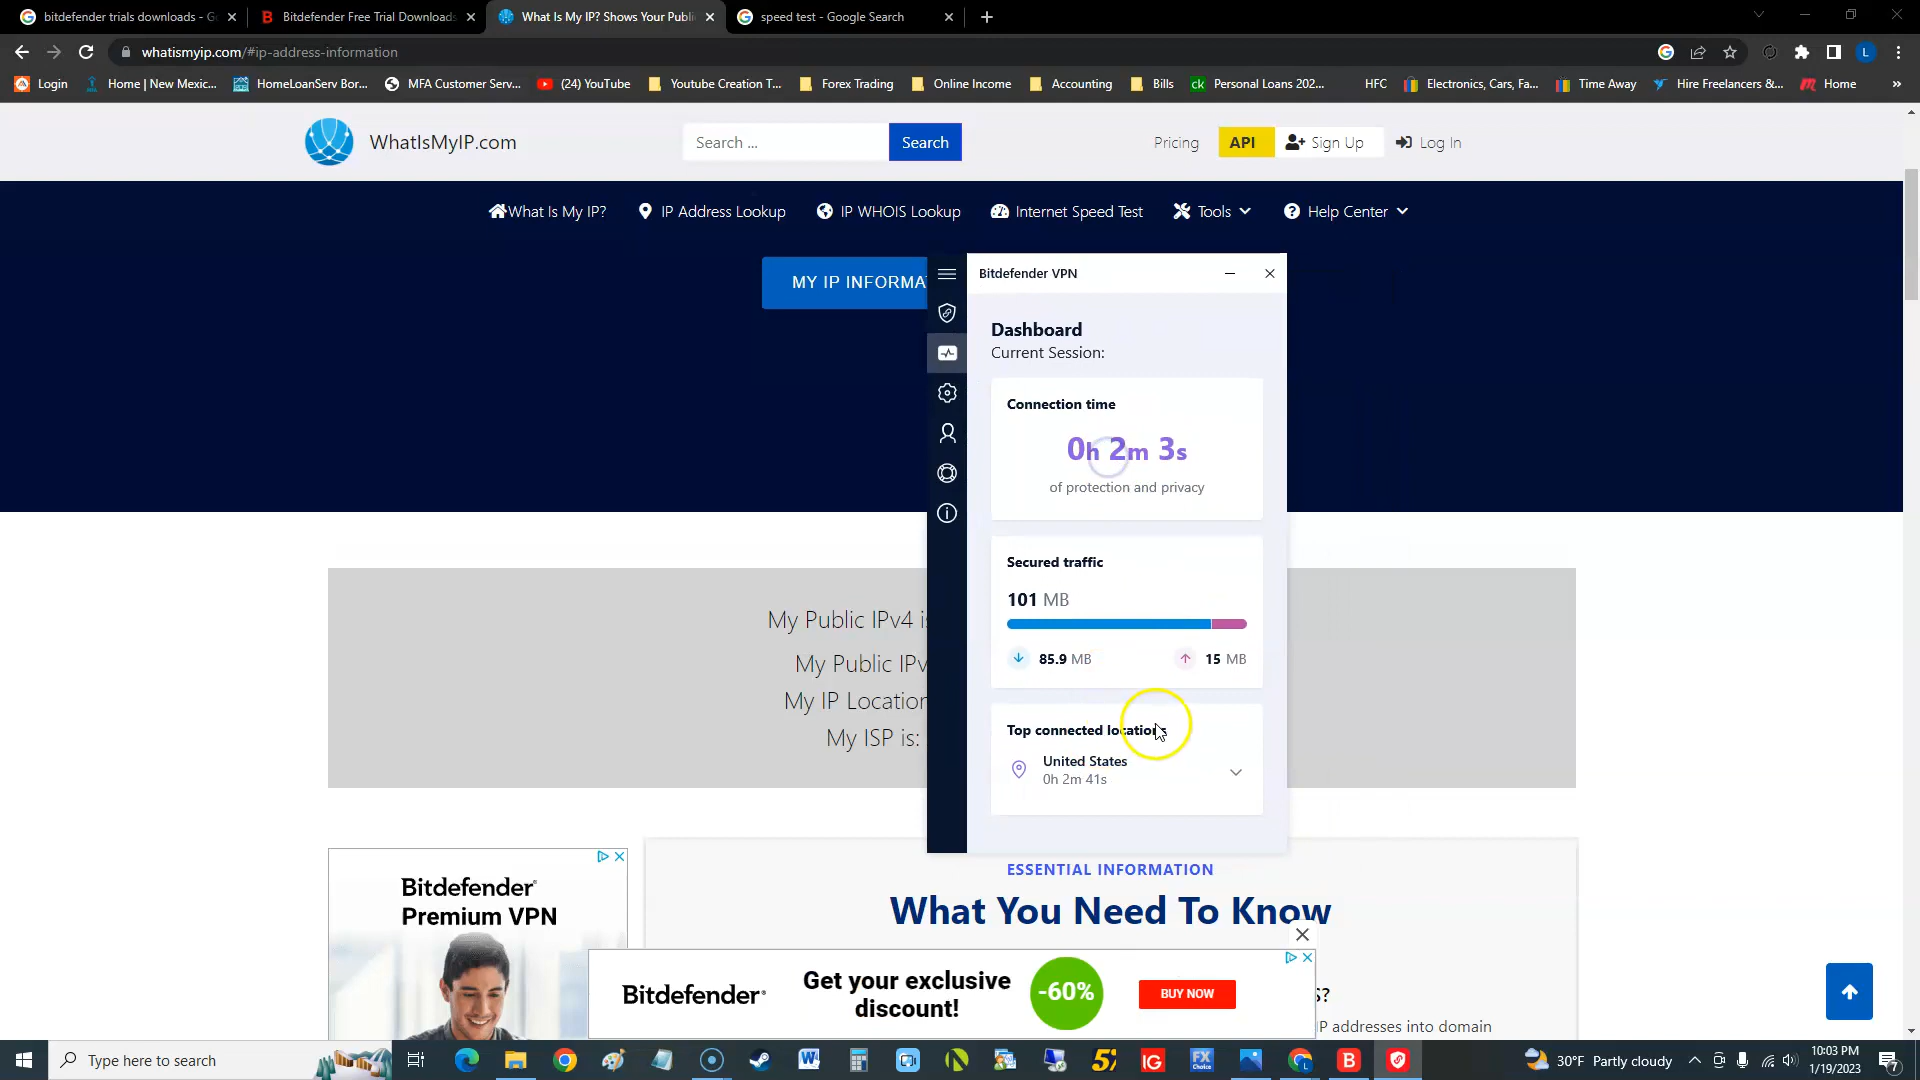 bitdefender trials downloads - G
Bitdefender Free Trial Downloads
What Is My IP? Shows Your Publi
speed test - Google Search
whatismyip.com/#ip-address-information
L
Login
Home | New Mexic...
HomeLoanServ Bor...
MFA Customer Serv...
(24) YouTube
Youtube Creation T...
Forex Trading
Online Income
Accounting
Bills
ck Personal Loans 202...
HFC
Electronics, Cars, Fa...
Time Away
Hire Freelancers &...
Home
»
WhatIsMyIP.com
Search ...
Search
Pricing
API
Sign Up
Log In
What Is My IP?
IP Address Lookup
IP WHOIS Lookup
Internet Speed Test
Tools
Help Center
MY IP INFORMA
Bitdefender VPN
Dashboard
Current Session:
Connection time
0h 2m 3s
of protection and privacy
Secured traffic
101 MB
85.9 MB
15 MB
Top connected locations
United States
0h 2m 41s
My Public IPv4 i
My Public IPv
My IP Location
My ISP is:
ESSENTIAL INFORMATION
What You Need To Know
S?
IP addresses into domain
Bitdefender
Premium VPN
Bitdefender
Get your exclusive
discount!
-60%
BUY NOW
Type here to search
W
5
IG
FX
Choice
L
B
30°F Partly cloudy
10:03 PM
1/19/2023
7